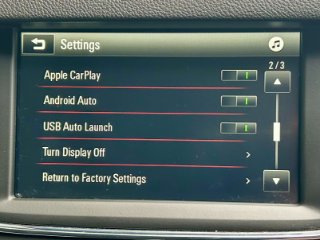 Settings
2/3
Apple CarPlay
Android Auto
USB Auto Launch
Turn Display Off
Return to Factory Settings